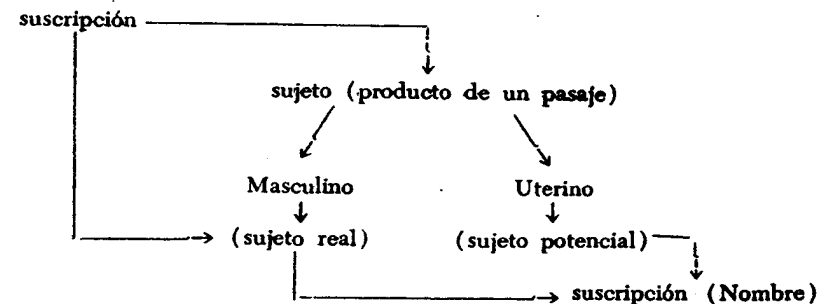 suscripción
sujeto (producto de un pasaje)
Masculino Uterino
(sujeto real) (sujeto potencial)
suscripción (Nombre)